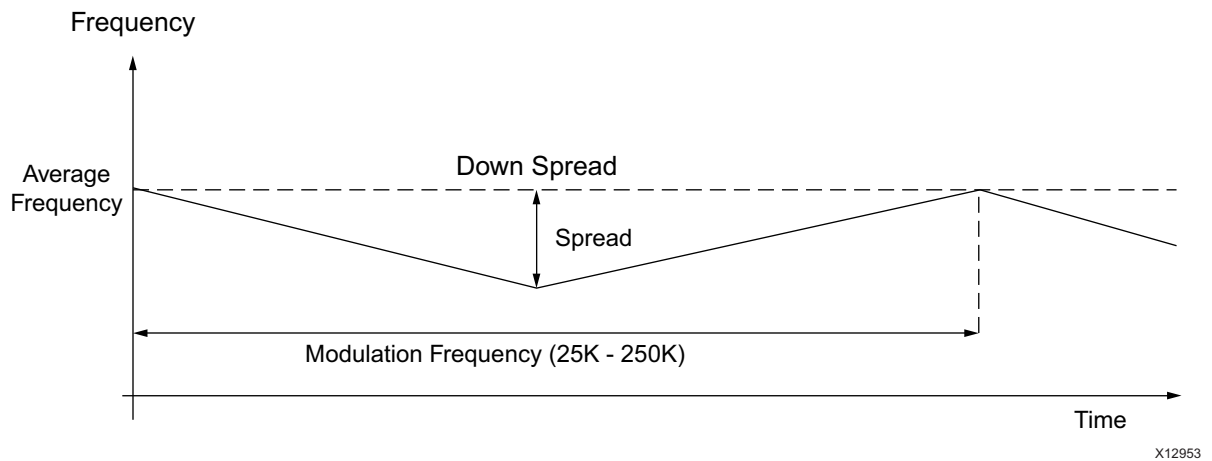 Frequency
Down Spread
Average
Frequency
Spread
Modulation Frequency (25K - 250K)
Time
X12953